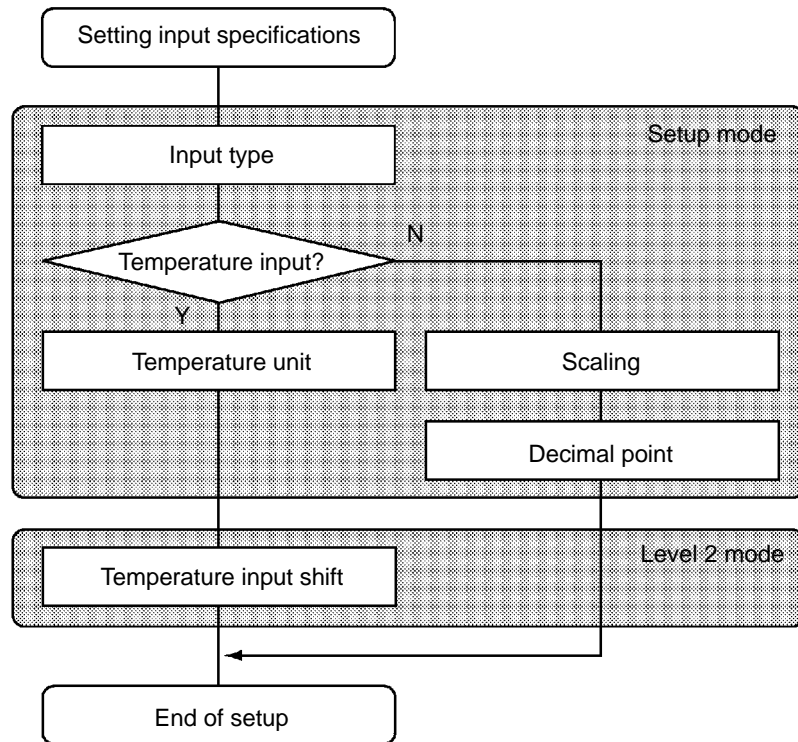 Setting input specifications
Setup mode
Input type
N
Temperature input?
Y
Temperature unit
Scaling
Decimal point
Level 2 mode
Temperature input shift
End of setup